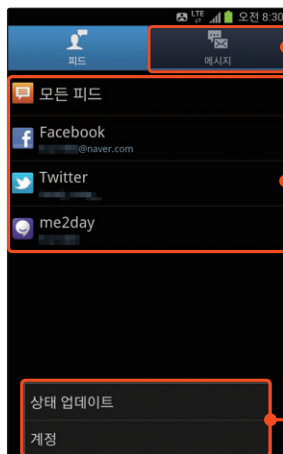 LTE 오전 8:30
피드
메시지
모든 피드
Facebook
@naver.com
Twitter
me2day
상태 업데이트
계정